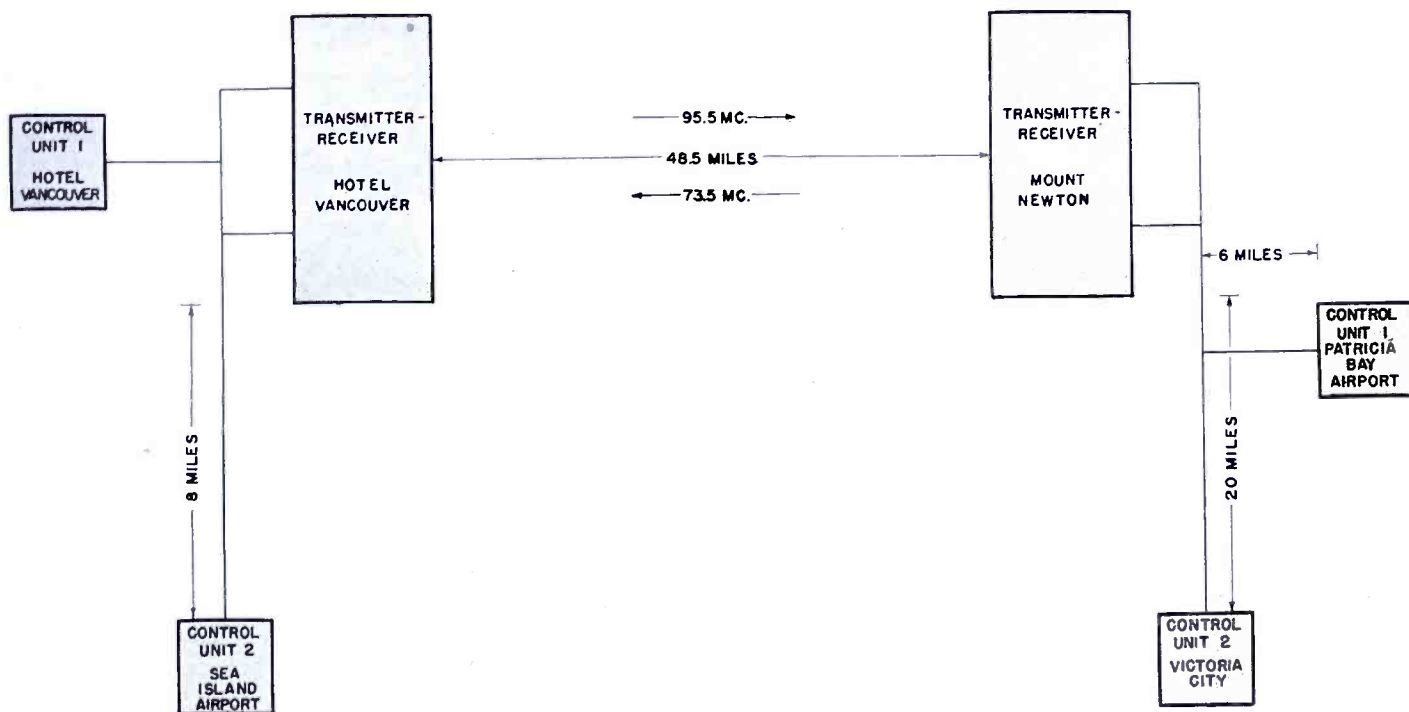 CONTROL
UNIT 1
HOTEL
VANCOUVER
TRANSMITTER-
RECEIVER
HOTEL
VANCOUVER
95.5 MC.
48.5 MILES
73.5 MC.
TRANSMITTER-
RECEIVER
MOUNT
NEWTON
6 MILES
CONTROL
UNIT 1
PATRICIA
BAY
AIRPORT
8 MILES
20 MILES
CONTROL
UNIT 2
SEA
ISLAND
AIRPORT
CONTROL
UNIT 2
VICTORIA
CITY